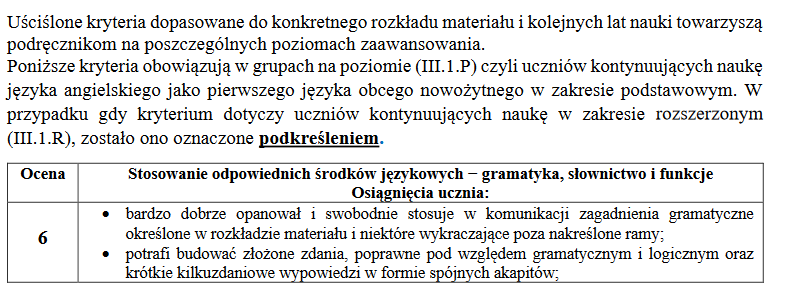 Uściślone kryteria dopasowane do konkretnego rozkładu materiału i kolejnych lat nauki towarzyszą
podręcznikom na poszczególnych poziomach zaawansowania.
Poniższe kryteria obowiązują w grupach na poziomie (III.1.P) czyli uczniów kontynuujących naukę
języka angielskiego jako pierwszego języka obcego nowożytnego w zakresie podstawowym. W
przypadku gdy kryterium dotyczy uczniów kontynuujących naukę w zakresie rozszerzonym
(III.1.R), zostało ono oznaczone podkreśleniem.
Ocena
Stosowanie odpowiednich środków językowych − gramatyka, słownictwo i funkcje
Osiągnięcia ucznia:
6
• bardzo dobrze opanował i swobodnie stosuje w komunikacji zagadnienia gramatyczne
określone w rozkładzie materiału i niektóre wykraczające poza nakreślone ramy;
• potrafi budować złożone zdania, poprawne pod względem gramatycznym i logicznym oraz
krótkie kilkuzdaniowe wypowiedzi w formie spójnych akapitów;